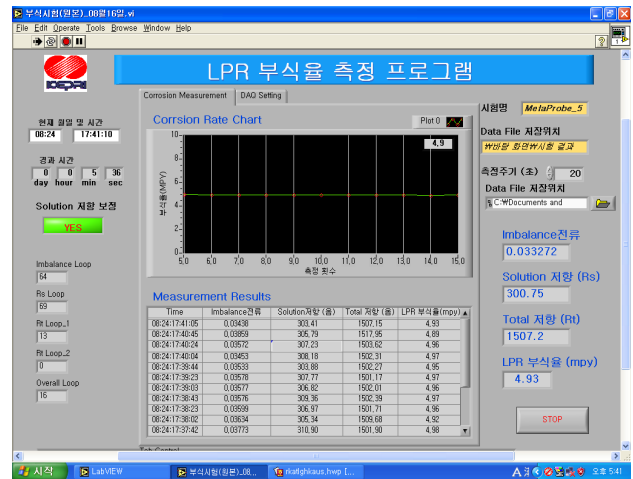 부식시험(원본)_08월16일.vi
File Edit Operate Tools Browse Window Help
KEPRI
LPR 부식율 측정 프로그램
현재 월일 및 시간
08:24 17:41:10
경과 시간
0 0 5 36
day hour min sec
Solution 저항 보정
YES
Imbalance Loop
64
Rs Loop
69
Rt Loop_1
13
Rt Loop_2
0
Overall Loop
16
Corrosion Measurement DAQ Setting
Corrsion Rate Chart
Plot 0
4,9
부식율(MPY)
10-
8-
6-
4-
2-
0-
5,0 6,0 7,0 8,0 9,0 10,0 11,0 12,0 13,0 14,0 15,0
측정 횟수
Measurement Results
Time Imbalance전류 Solution저항 (옴) Total 저항 (옴) LPR 부식율(mpy)
08:24:17:41:05 0,03438 303,41 1507,15 4,93
08:24:17:40:45 0,03859 305,79 1517,95 4,89
08:24:17:40:24 0,03572 307,23 1503,62 4,96
08:24:17:40:04 0,03453 308,18 1502,31 4,97
08:24:17:39:44 0,03533 303,88 1502,27 4,95
08:24:17:39:23 0,03578 307,77 1501,17 4,97
08:24:17:39:03 0,03577 306,82 1502,01 4,96
08:24:17:38:43 0,03576 309,36 1502,39 4,97
08:24:17:38:23 0,03599 306,97 1501,71 4,96
08:24:17:38:02 0,03634 305,34 1509,68 4,92
08:24:17:37:42 0,03773 310,90 1501,90 4,98
Tab Control
시험명 MetaProbe_5
Data File 저장위치
₩바탕 화면₩시험 결과
측정주기 (초) 20
Data File 저장위치
C:₩Documents and
Imbalance전류
0.033272
Solution 저항 (Rs)
300.75
Total 저항 (Rt)
1507.2
LPR 부식율 (mpy)
4.93
STOP
시작 LabVIEW 부식시험(원본)_08... rkatlghkaus,hwp [... 오후 5:41